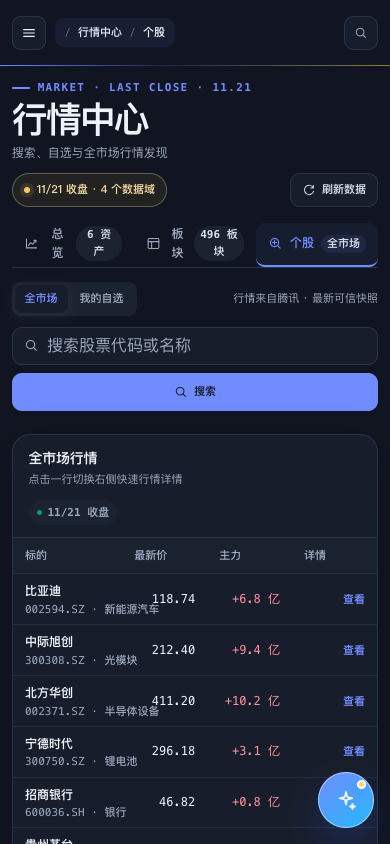 / 行情中心 / 个股
MARKET · LAST CLOSE · 11.21
行情中心
搜索、自选与全市场行情发现
11/21 收盘 · 4 个数据域
刷新数据
总览 6 资产 板块 496 板块 个股 全市场
全市场 我的自选 行情来自腾讯 · 最新可信快照
搜索股票代码或名称
搜索
全市场行情
点击一行切换右侧快速行情详情
11/21 收盘
标的 最新价 主力 详情
比亚迪
002594.SZ · 新能源汽车 118.74 +6.8 亿 查看
中际旭创
300308.SZ · 光模块 212.40 +9.4 亿 查看
北方华创
002371.SZ · 半导体设备 411.20 +10.2 亿 查看
宁德时代
300750.SZ · 锂电池 296.18 +3.1 亿 查看
招商银行
600036.SH · 银行 46.82 +0.8 亿
贵州茅台